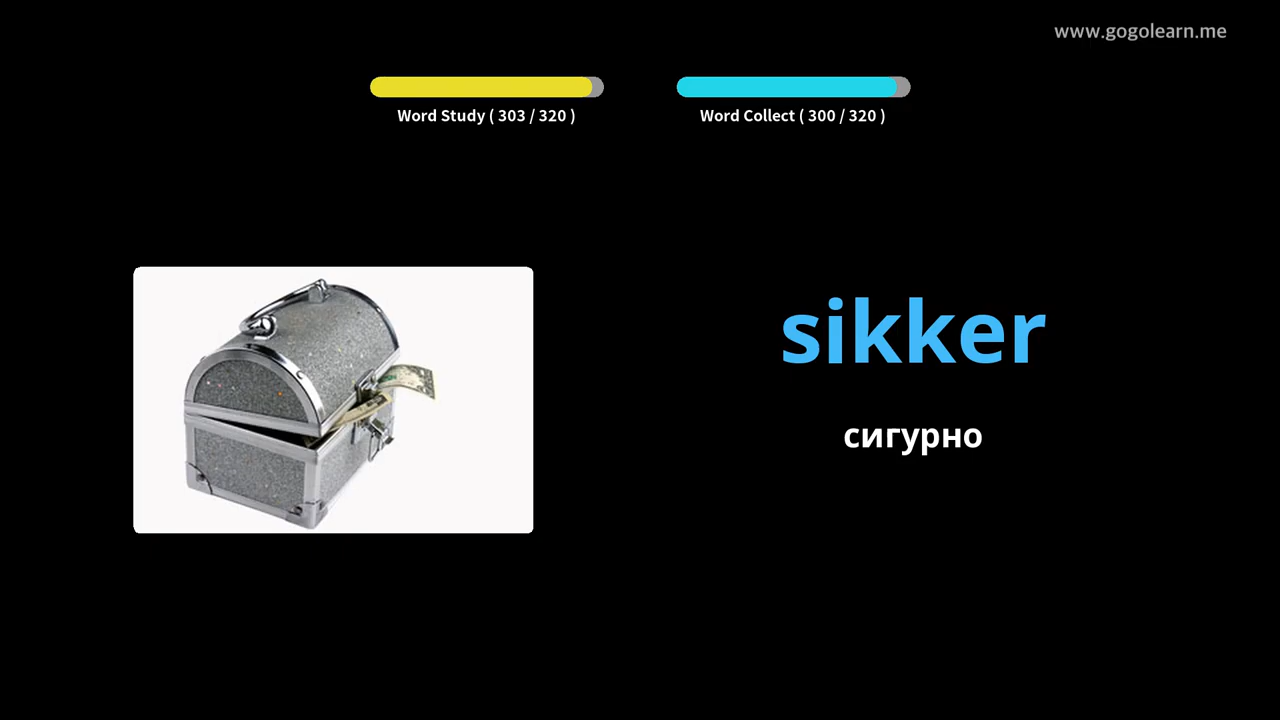 www.gogolearn.me
Word Study ( 303 / 320 )
Word Collect ( 300 / 320 )
sikker
сигурно